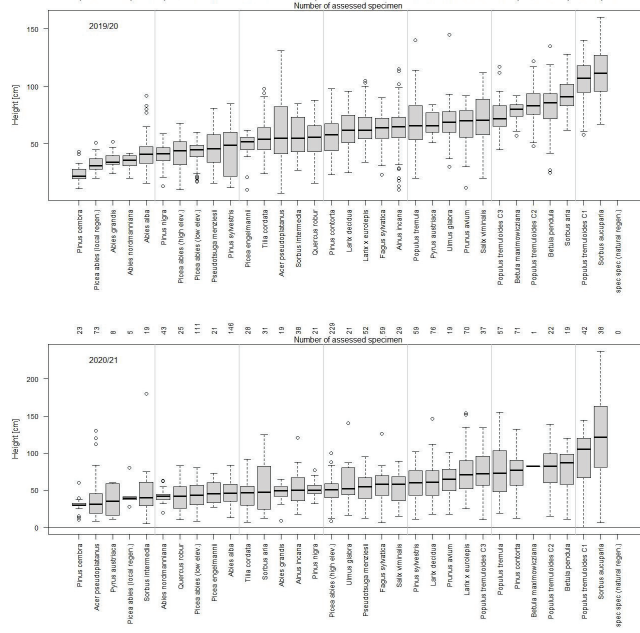 Number of assessed specimen
2019/20
Height [cm]
150
100
50
Pinus cembra
Picea abies (local regen.)
Abies grandis
Abies nordmanniana
Abies alba
Pinus nigra
Picea abies (high elev.)
Picea abies (low elev.)
Pseudotsuga menziesi
Pinus sylvestris
Picea engelmannii
Tilia cordata
Acer pseudoplatanus
Sorbus intermedia
Quercus robur
Pinus contorta
Larix decidua
Larix x eurolepis
Fagus sylvatica
Alnus incana
Populus tremula
Pyrus austriaca
Ulmus glabra
Prunus avium
Salix viminalis
Populus tremuloides C3
Betula maximowicziana
Populus tremuloides C2
Betula pendula
Sorbus aria
Populus tremuloides C1
Sorbus aucuparia
spec spec (natural regen.)
23 73 8 5 19 43 25 111 21 146 28 31 19 38 21 229 21 52 59 29 59 76 19 70 37 57 71 1 22 19 42 38 0
Number of assessed specimen
2020/21
Height [cm]
200
150
100
50
0
Pinus cembra
Acer pseudoplatanus
Pyrus austriaca
Picea abies (local regen.)
Sorbus intermedia
Abies nordmanniana
Quercus robur
Picea abies (low elev.)
Picea engelmannii
Abies alba
Tilia cordata
Sorbus aria
Abies grandis
Alnus incana
Pinus nigra
Picea abies (high elev.)
Ulmus glabra
Pseudotsuga menziesi
Fagus sylvatica
Salix viminalis
Pinus sylvestris
Larix decidua
Prunus avium
Larix x eurolepis
Populus tremuloides C3
Populus tremula
Pinus contorta
Betula maximowicziana
Populus tremuloides C2
Betula pendula
Populus tremuloides C1
Sorbus aucuparia
spec spec (natural regen.)